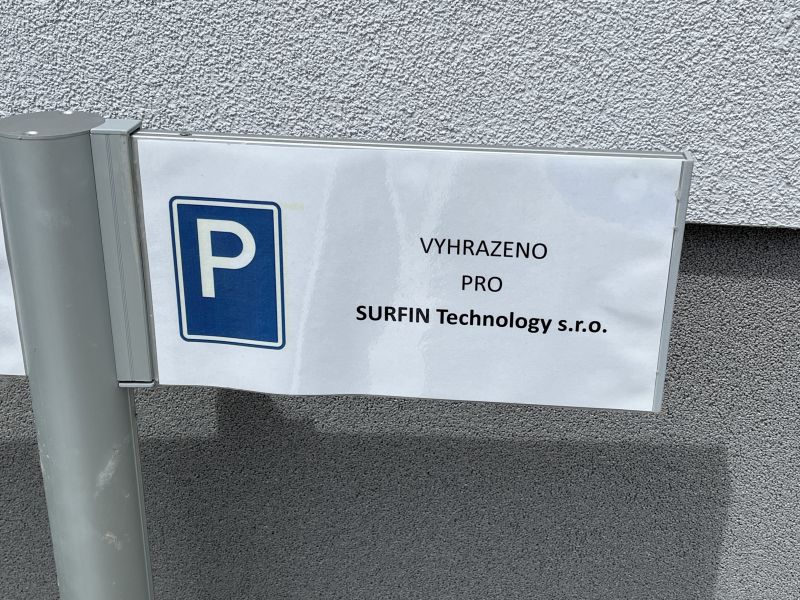 P
VYHRAZENO
PRO
SURFIN Technology s.r.o.